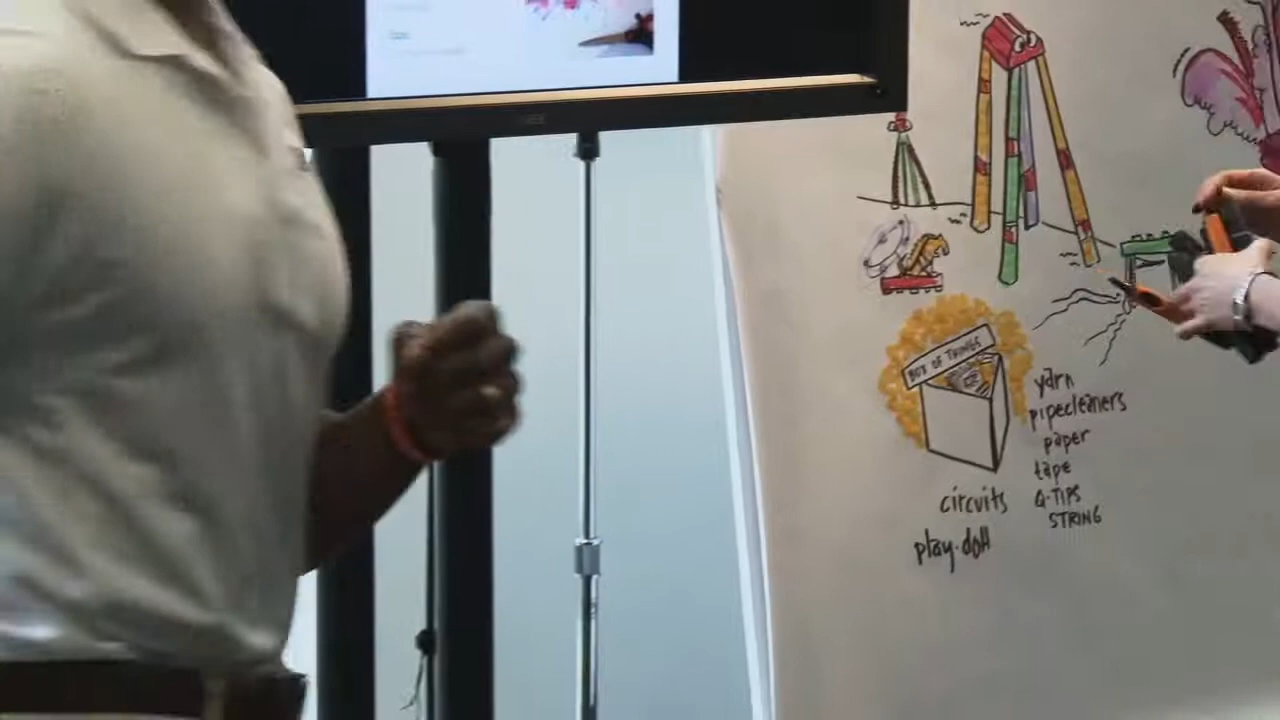 BOX OF THINGS
yarn
pipecleaners
paper
tape
Q-TIPS
STRING
circuits
play-doH